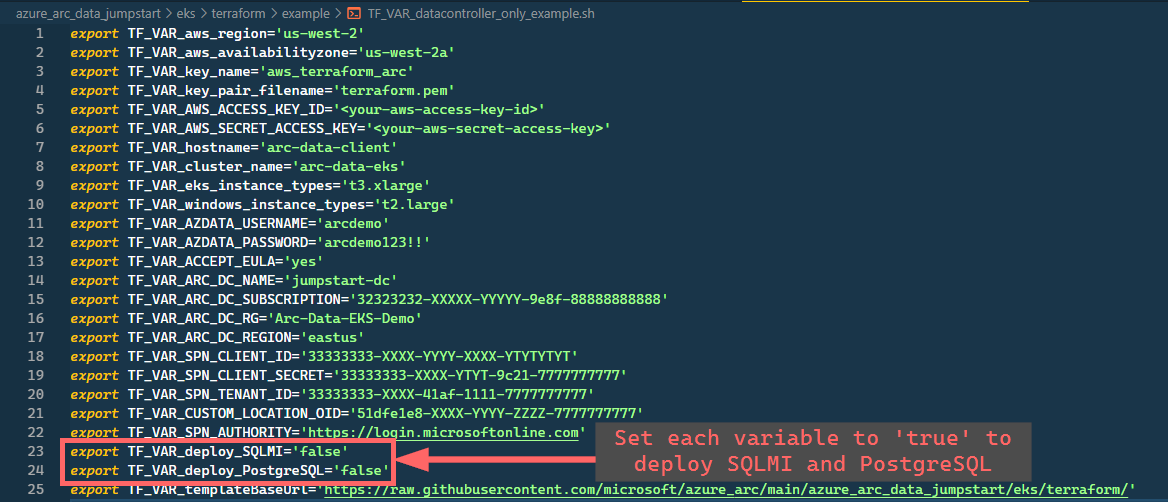 azure_arc_data_jumpstart > eks > terraform > example > TF_VAR_datacontroller_only_example.sh
1 export TF_VAR_aws_region='us-west-2'
2 export TF_VAR_aws_availabilityzone='us-west-2a'
3 export TF_VAR_key_name='aws_terraform_arc'
4 export TF_VAR_key_pair_filename='terraform.pem'
5 export TF_VAR_AWS_ACCESS_KEY_ID='<your-aws-access-key-id>'
6 export TF_VAR_AWS_SECRET_ACCESS_KEY='<your-aws-secret-access-key>'
7 export TF_VAR_hostname='arc-data-client'
8 export TF_VAR_cluster_name='arc-data-eks'
9 export TF_VAR_eks_instance_types='t3.xlarge'
10 export TF_VAR_windows_instance_types='t2.large'
11 export TF_VAR_AZDATA_USERNAME='arcdemo'
12 export TF_VAR_AZDATA_PASSWORD='arcdemo123!!'
13 export TF_VAR_ACCEPT_EULA='yes'
14 export TF_VAR_ARC_DC_NAME='jumpstart-dc'
15 export TF_VAR_ARC_DC_SUBSCRIPTION='32323232-XXXXX-YYYYY-9e8f-88888888888'
16 export TF_VAR_ARC_DC_RG='Arc-Data-EKS-Demo'
17 export TF_VAR_ARC_DC_REGION='eastus'
18 export TF_VAR_SPN_CLIENT_ID='33333333-XXXX-YYYY-XXXX-YTYTYTYT'
19 export TF_VAR_SPN_CLIENT_SECRET='33333333-XXXX-YTYT-9c21-7777777777'
20 export TF_VAR_SPN_TENANT_ID='33333333-XXXX-41af-1111-7777777777'
21 export TF_VAR_CUSTOM_LOCATION_OID='51dfe1e8-XXXX-YYYY-ZZZZ-7777777777'
22 export TF_VAR_SPN_AUTHORITY='https://login.microsoftonline.com'
23 export TF_VAR_deploy_SQLMI='false'
24 export TF_VAR_deploy_PostgreSQL='false'
Set each variable to 'true' to
deploy SQLMI and PostgreSQL
25 export TF_VAR_templateBaseUrl='https://raw.githubusercontent.com/microsoft/azure_arc/main/azure_arc_data_jumpstart/eks/terraform/'